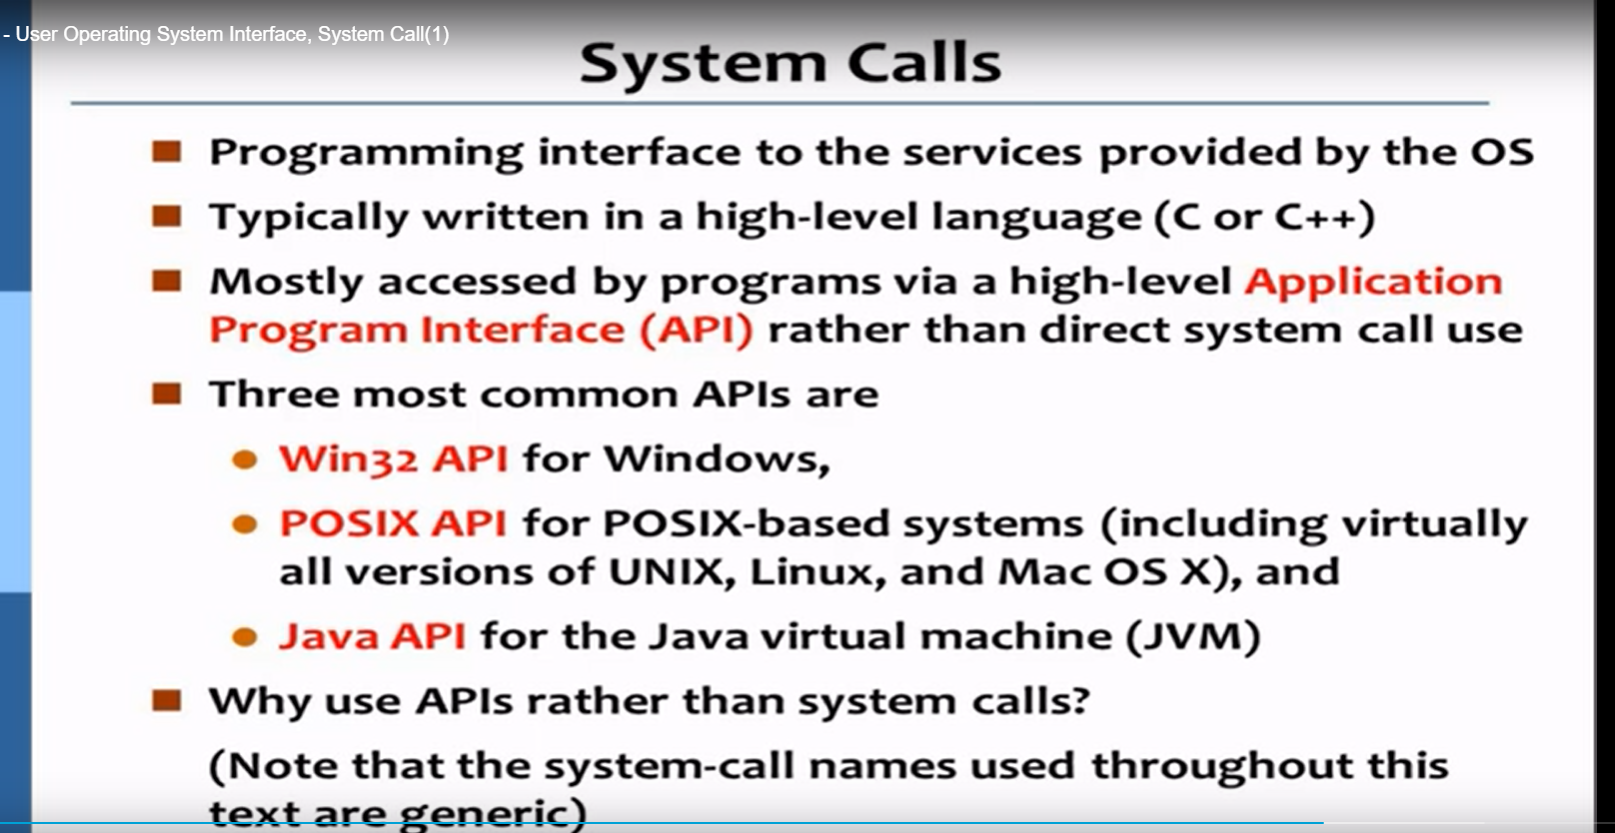 - User Operating System Interface, System Call(1)
System Calls
Programming interface to the services provided by the OS
Typically written in a high-level language (C or C++)
Mostly accessed by programs via a high-level Application
Program Interface (API) rather than direct system call use
Three most common APIs are
Win32 API for Windows,
POSIX API for POSIX-based systems (including virtually
all versions of UNIX, Linux, and Mac OS X), and
Java API for the Java virtual machine (JVM)
Why use APIs rather than system calls?
(Note that the system-call names used throughout this
text are generic)